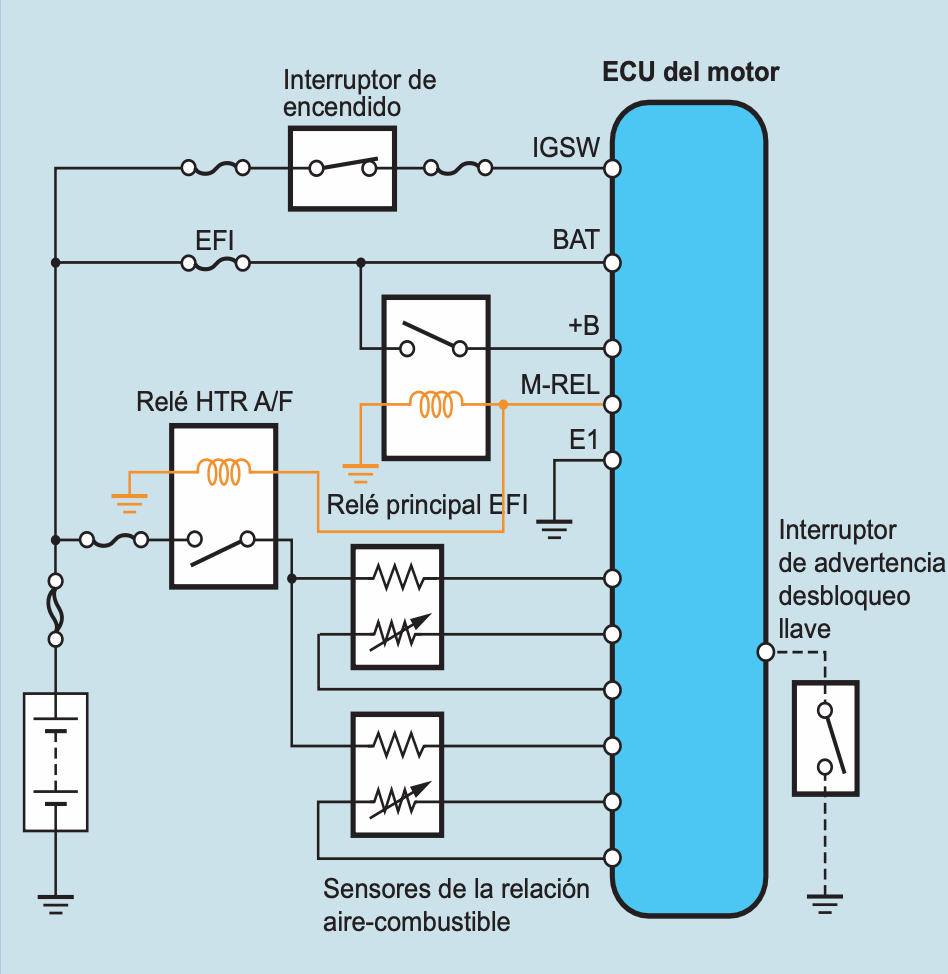 ECU del motor
Interruptor de
encendido
IGSW
EFI
BAT
+B
M-REL
Relé HTR A/F
E1
Relé principal EFI
Interruptor
de advertencia
desbloqueo
llave
Sensores de la relación
aire-combustible